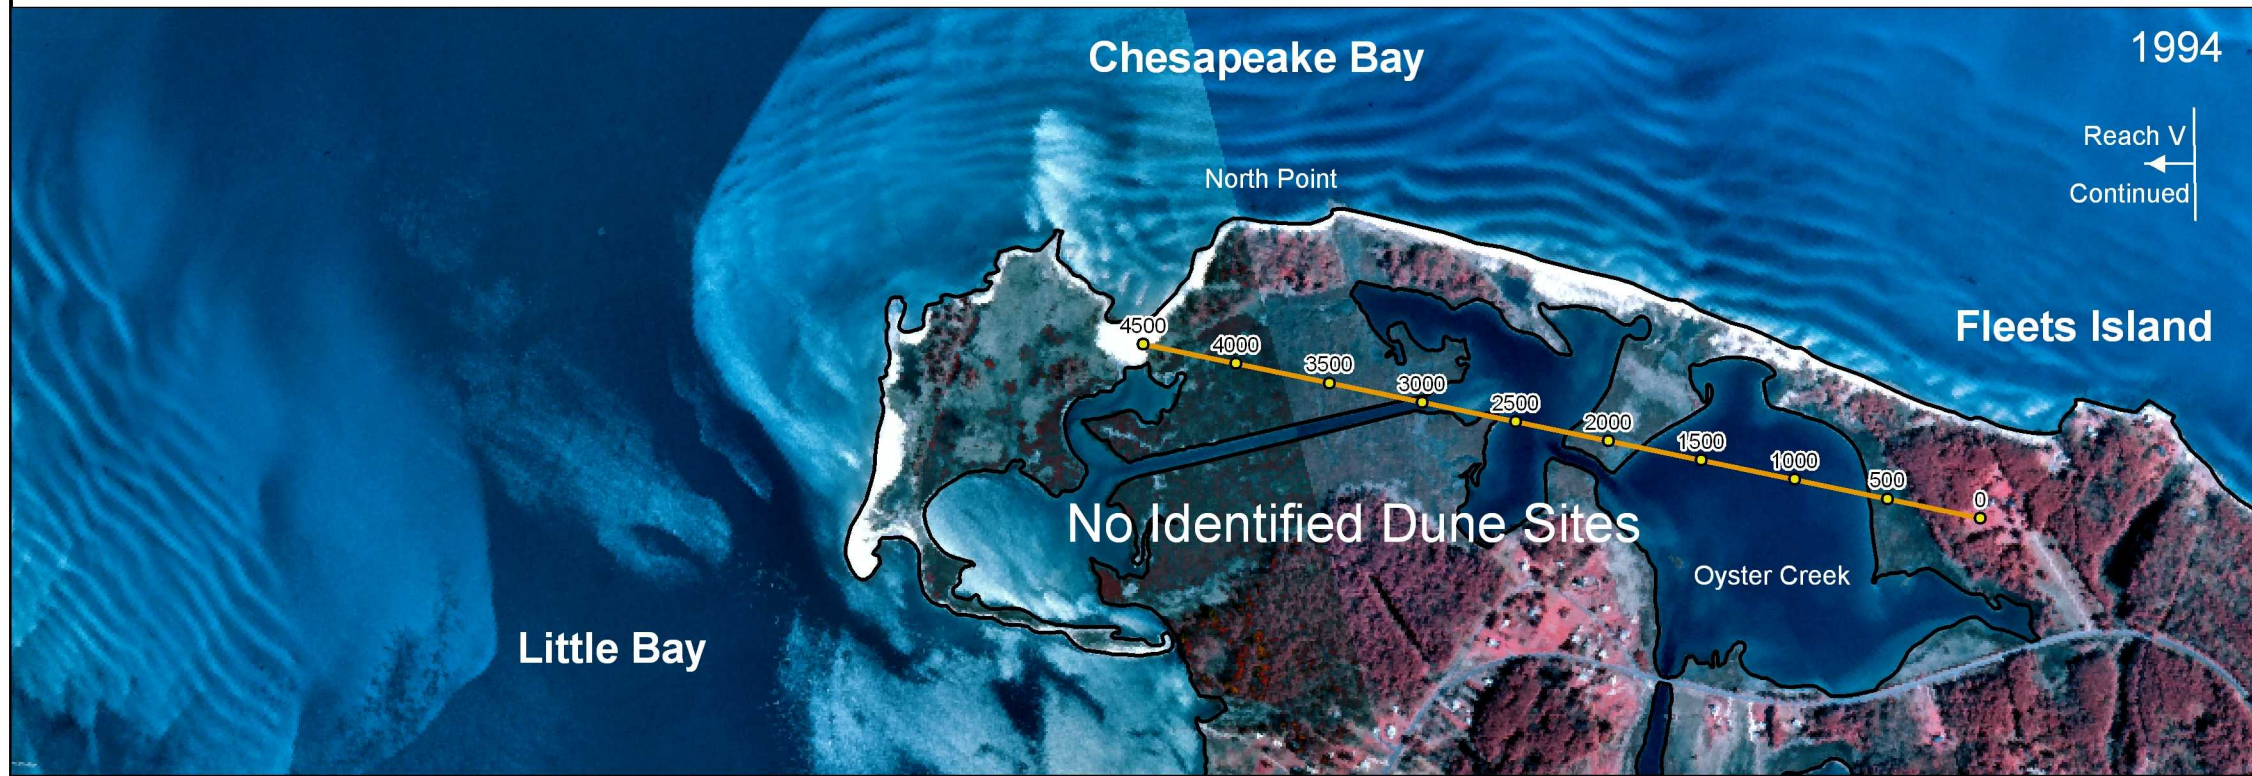 Chesapeake Bay
1994
Reach V
Continued
North Point
Fleets Island
4500
4000
3500
3000
2500
2000
1500
1000
500
0
No Identified Dune Sites
Oyster Creek
Little Bay